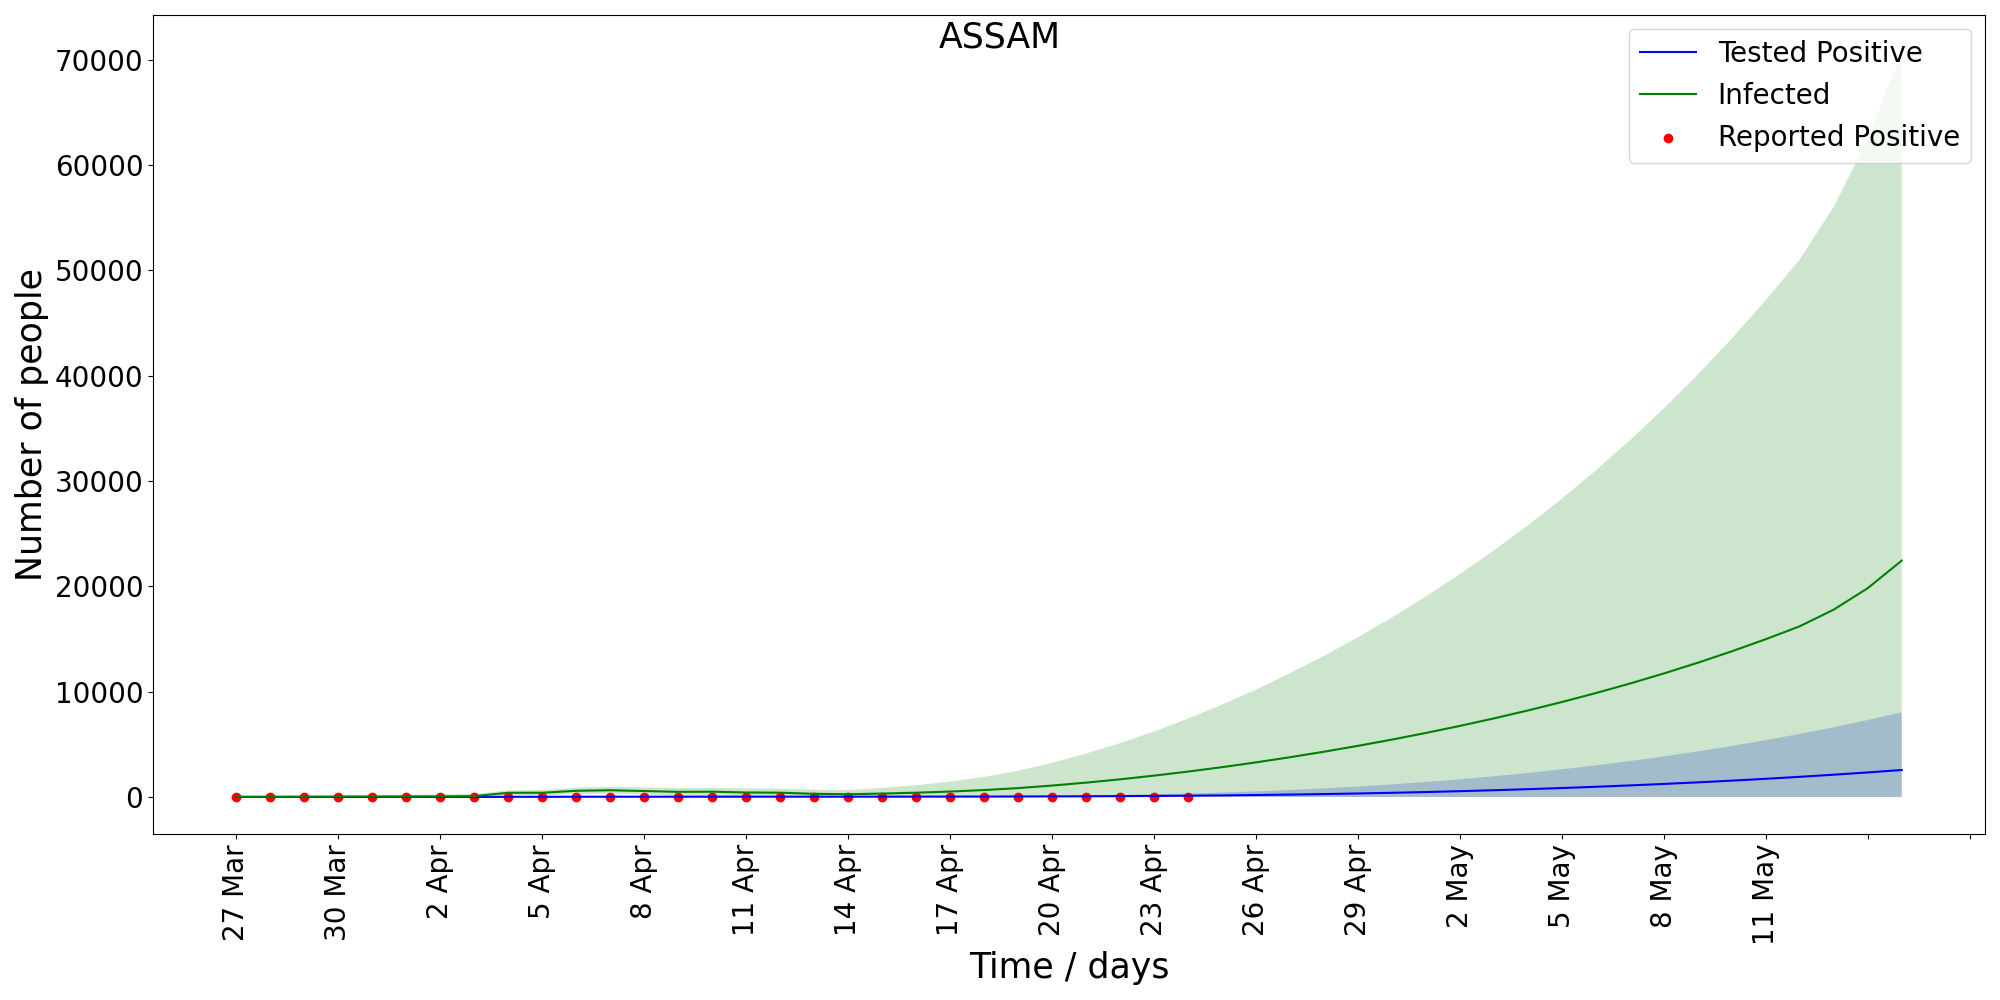 ASSAM
Tested Positive
Infected
Reported Positive
Number of people
70000
60000
50000
40000
30000
20000
10000
0
27 Mar
30 Mar
2 Apr
5 Apr
8 Apr
11 Apr
14 Apr
17 Apr
20 Apr
23 Apr
26 Apr
29 Apr
2 May
5 May
8 May
11 May
Time / days